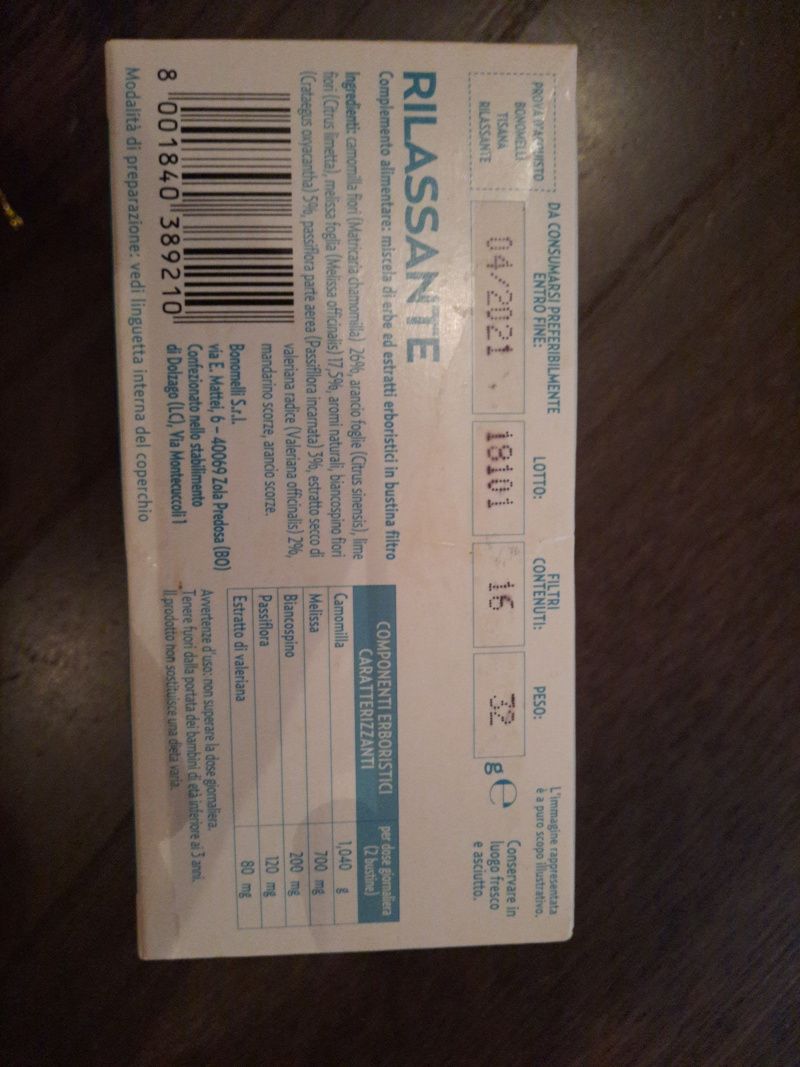 PROVA D'ACQUISTO
BONOMELLI
TISANA
RILASSANTE
DA CONSUMARSI PREFERIBILMENTE
ENTRO FINE:
04/2021
LOTTO:
18101
FILTRI
CONTENUTI:
16
PESO:
32 g e
L'immagine rappresentata
è a puro scopo illustrativo.
Conservare in
luogo fresco
e asciutto.
RILASSANTE
Complemento alimentare: miscela di erbe ed estratti erboristici in bustina filtro
Ingredienti: camomilla fiori (Matricaria chamomilla) 26%, arancio foglie (Citrus sinensis), lime
fiori (Citrus limetta), melissa foglia (Melissa officinalis) 17,5%, aromi naturali, biancospino fiori
(Crataegus oxyacantha) 5%, passiflora parte aerea (Passiflora incarnata) 3%, estratto secco di
valeriana radice (Valeriana officinalis) 2%,
mandarino scorze, arancio scorze.
Bonomelli S.r.l.
via E. Mattei, 6 - 40069 Zola Predosa (BO)
Confezionato nello stabilimento
di Dolzago (LC), Via Montecuccoli 1
8 001840 389210
Modalità di preparazione: vedi linguetta interna del coperchio
COMPONENTI ERBORISTICI CARATTERIZZANTI per dose giornaliera (2 bustine)
Camomilla 1,040 g
Melissa 700 mg
Biancospino 200 mg
Passiflora 120 mg
Estratto di valeriana 80 mg
Avvertenze d'uso: non superare la dose giornaliera.
Tenere fuori dalla portata dei bambini di età inferiore ai 3 anni.
Il prodotto non sostituisce una dieta varia.